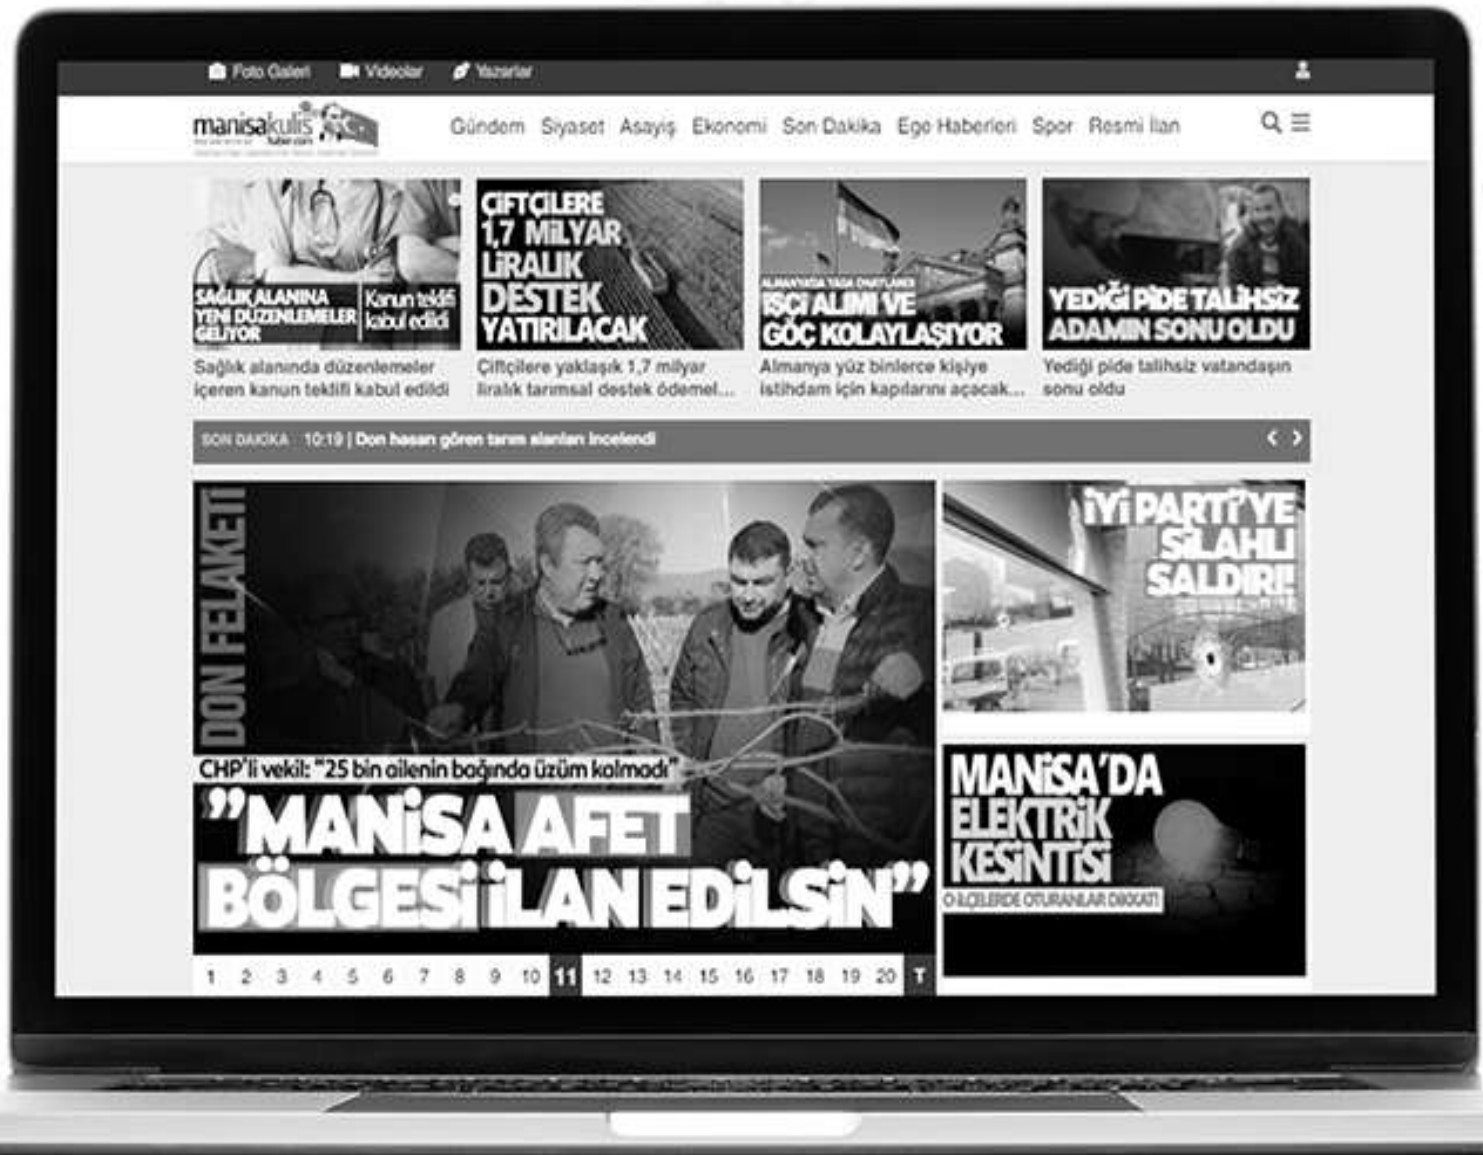 Foto Galeri Videolar Yazarlar
manisakulis
haber.com
Gündem Siyaset Asayiş Ekonomi Son Dakika Ege Haberleri Spor Resmi İlan
SAĞLIK ALANINA
YENİ DÜZENLEMELER
GELİYOR
Kanun teklifi
kabul edildi
Sağlık alanında düzenlemeler
içeren kanun teklifi kabul edildi
ÇİFTÇİLERE
1,7 MİLYAR
LİRALIK
DESTEK
YATIRILACAK
Çiftçilere yaklaşık 1,7 milyar
liralık tarımsal destek ödemel...
ALMANYADA YASA ONAYLANDI
İŞÇİ ALIMI VE
GÖÇ KOLAYLAŞIYOR
Almanya yüz binlerce kişiye
istihdam için kapılarını açacak...
YEDİĞİ PİDE TALİHSİZ
ADAMIN SONU OLDU
Yediği pide talihsiz vatandaşın
sonu oldu
SON DAKİKA 10:19 | Don hasarı gören tarım alanları incelendi
DON FELAKETİ
CHP'li vekil: "25 bin ailenin bağında üzüm kalmadı"
"MANİSA AFET
BÖLGESİ İLAN EDİLSİN"
1 2 3 4 5 6 7 8 9 10 11 12 13 14 15 16 17 18 19 20 T
İYİ PARTİ'YE
SİLAHLI
SALDIRI!
MANİSA'DA
ELEKTRİK
KESİNTİSİ
O İLÇELERDE OTURANLAR DİKKAT!